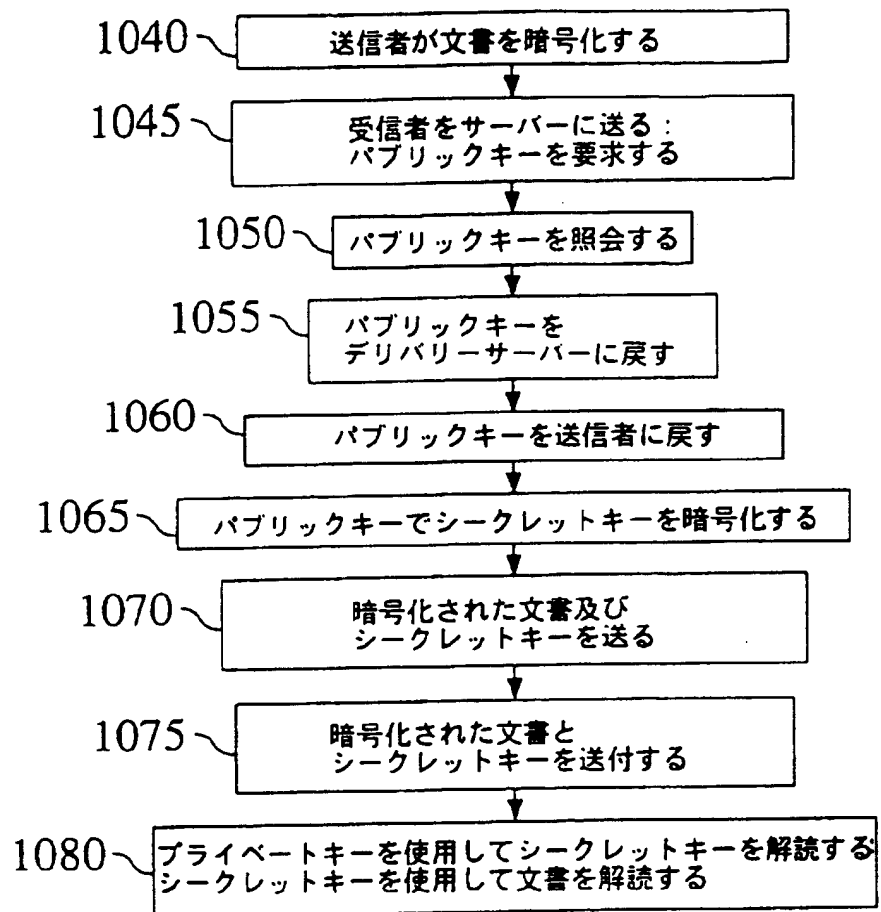 1040 送信者が文書を暗号化する
1045 受信者をサーバーに送る：
パブリックキーを要求する
1050 パブリックキーを照会する
1055 パブリックキーを
デリバリーサーバーに戻す
1060 パブリックキーを送信者に戻す
1065 パブリックキーでシークレットキーを暗号化する
1070 暗号化された文書及び
シークレットキーを送る
1075 暗号化された文書と
シークレットキーを送付する
1080 プライベートキーを使用してシークレットキーを解読する
シークレットキーを使用して文書を解読する